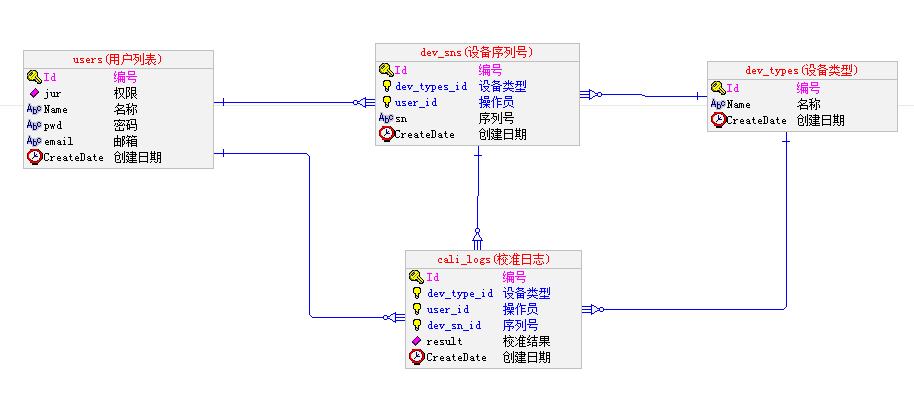 users(用户列表)
Id 编号
jur 权限
Name 名称
pwd 密码
email 邮箱
CreateDate 创建日期
dev_sns(设备序列号)
Id 编号
dev_types_id 设备类型
user_id 操作员
sn 序列号
CreateDate 创建日期
dev_types(设备类型)
Id 编号
Name 名称
CreateDate 创建日期
cali_logs(校准日志)
Id 编号
dev_type_id 设备类型
user_id 操作员
dev_sn_id 序列号
result 校准结果
CreateDate 创建日期